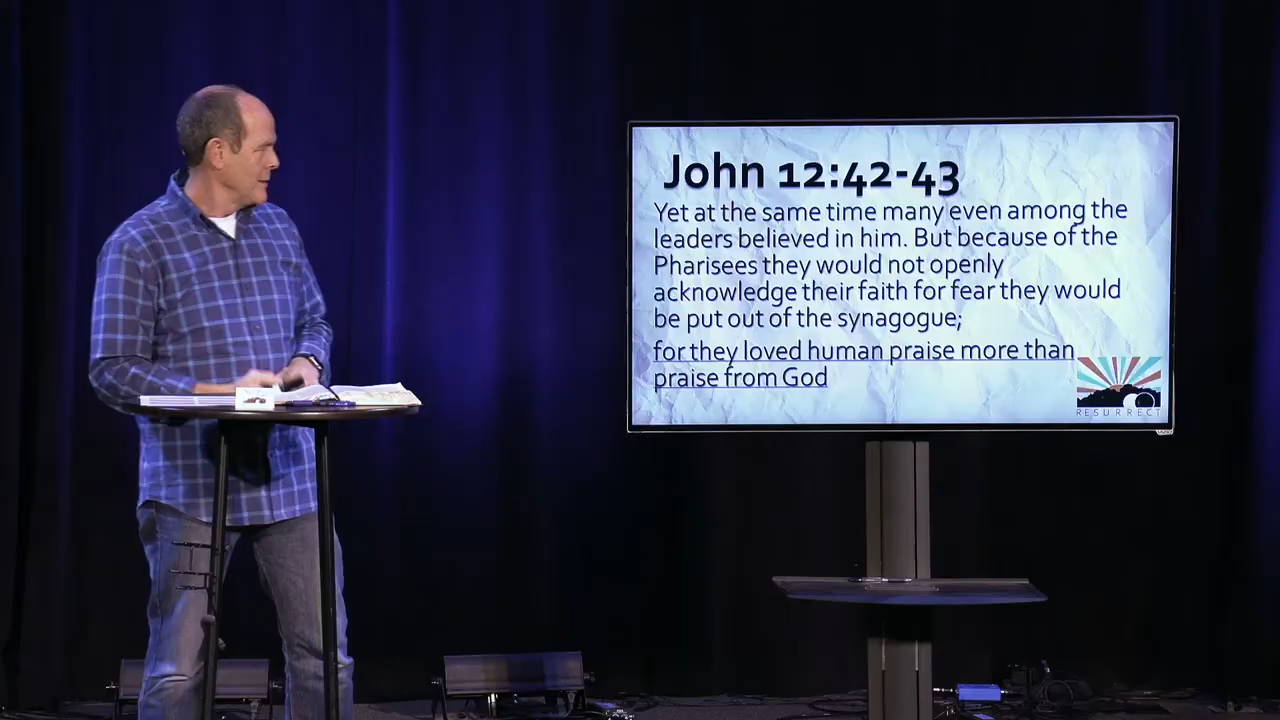 John 12:42-43
Yet at the same time many even among the
leaders believed in him. But because of the
Pharisees they would not openly
acknowledge their faith for fear they would
be put out of the synagogue;
for they loved human praise more than
praise from God
RESURRECT